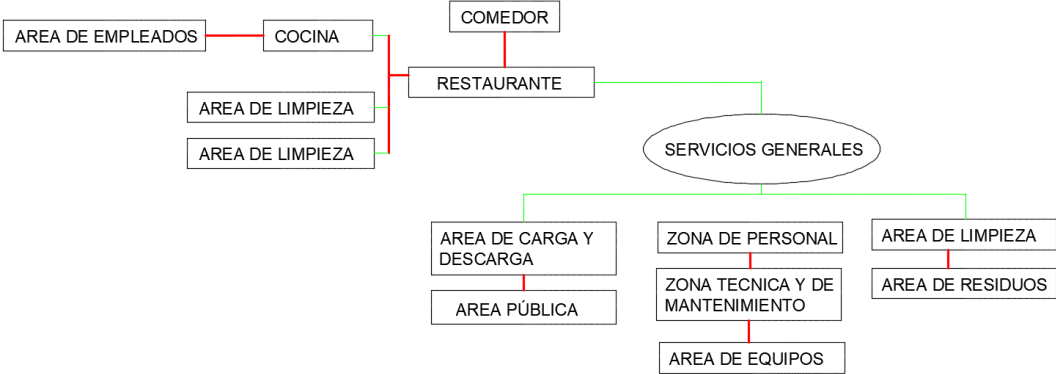 COMEDOR
AREA DE EMPLEADOS
COCINA
RESTAURANTE
AREA DE LIMPIEZA
AREA DE LIMPIEZA
SERVICIOS GENERALES
AREA DE CARGA Y
DESCARGA
AREA PÚBLICA
ZONA DE PERSONAL
ZONA TECNICA Y DE
MANTENIMIENTO
AREA DE EQUIPOS
AREA DE LIMPIEZA
AREA DE RESIDUOS